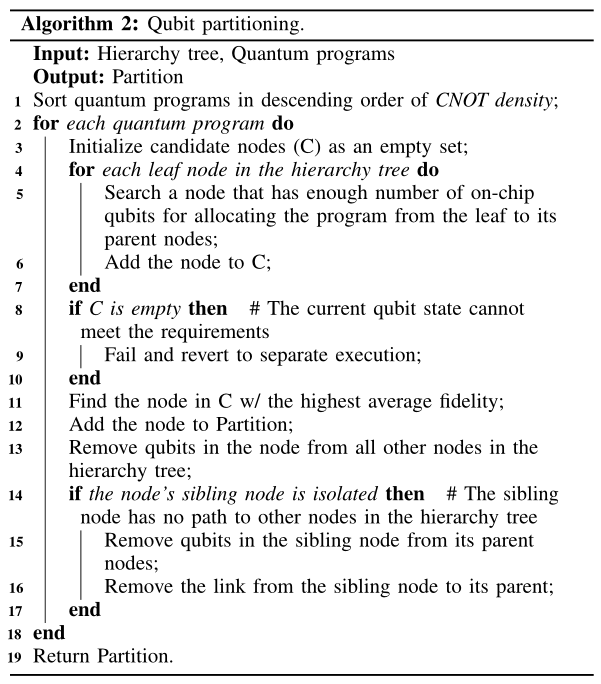 Algorithm 2: Qubit partitioning.
Input: Hierarchy tree, Quantum programs
Output: Partition
1 Sort quantum programs in descending order of CNOT density;
2 for each quantum program do
3 Initialize candidate nodes (C) as an empty set;
4 for each leaf node in the hierarchy tree do
5 Search a node that has enough number of on-chip
qubits for allocating the program from the leaf to its
parent nodes;
6 Add the node to C;
7 end
8 if C is empty then # The current qubit state cannot
meet the requirements
9 Fail and revert to separate execution;
10 end
11 Find the node in C w/ the highest average fidelity;
12 Add the node to Partition;
13 Remove qubits in the node from all other nodes in the
hierarchy tree;
14 if the node's sibling node is isolated then # The sibling
node has no path to other nodes in the hierarchy tree
15 Remove qubits in the sibling node from its parent
nodes;
16 Remove the link from the sibling node to its parent;
17 end
18 end
19 Return Partition.